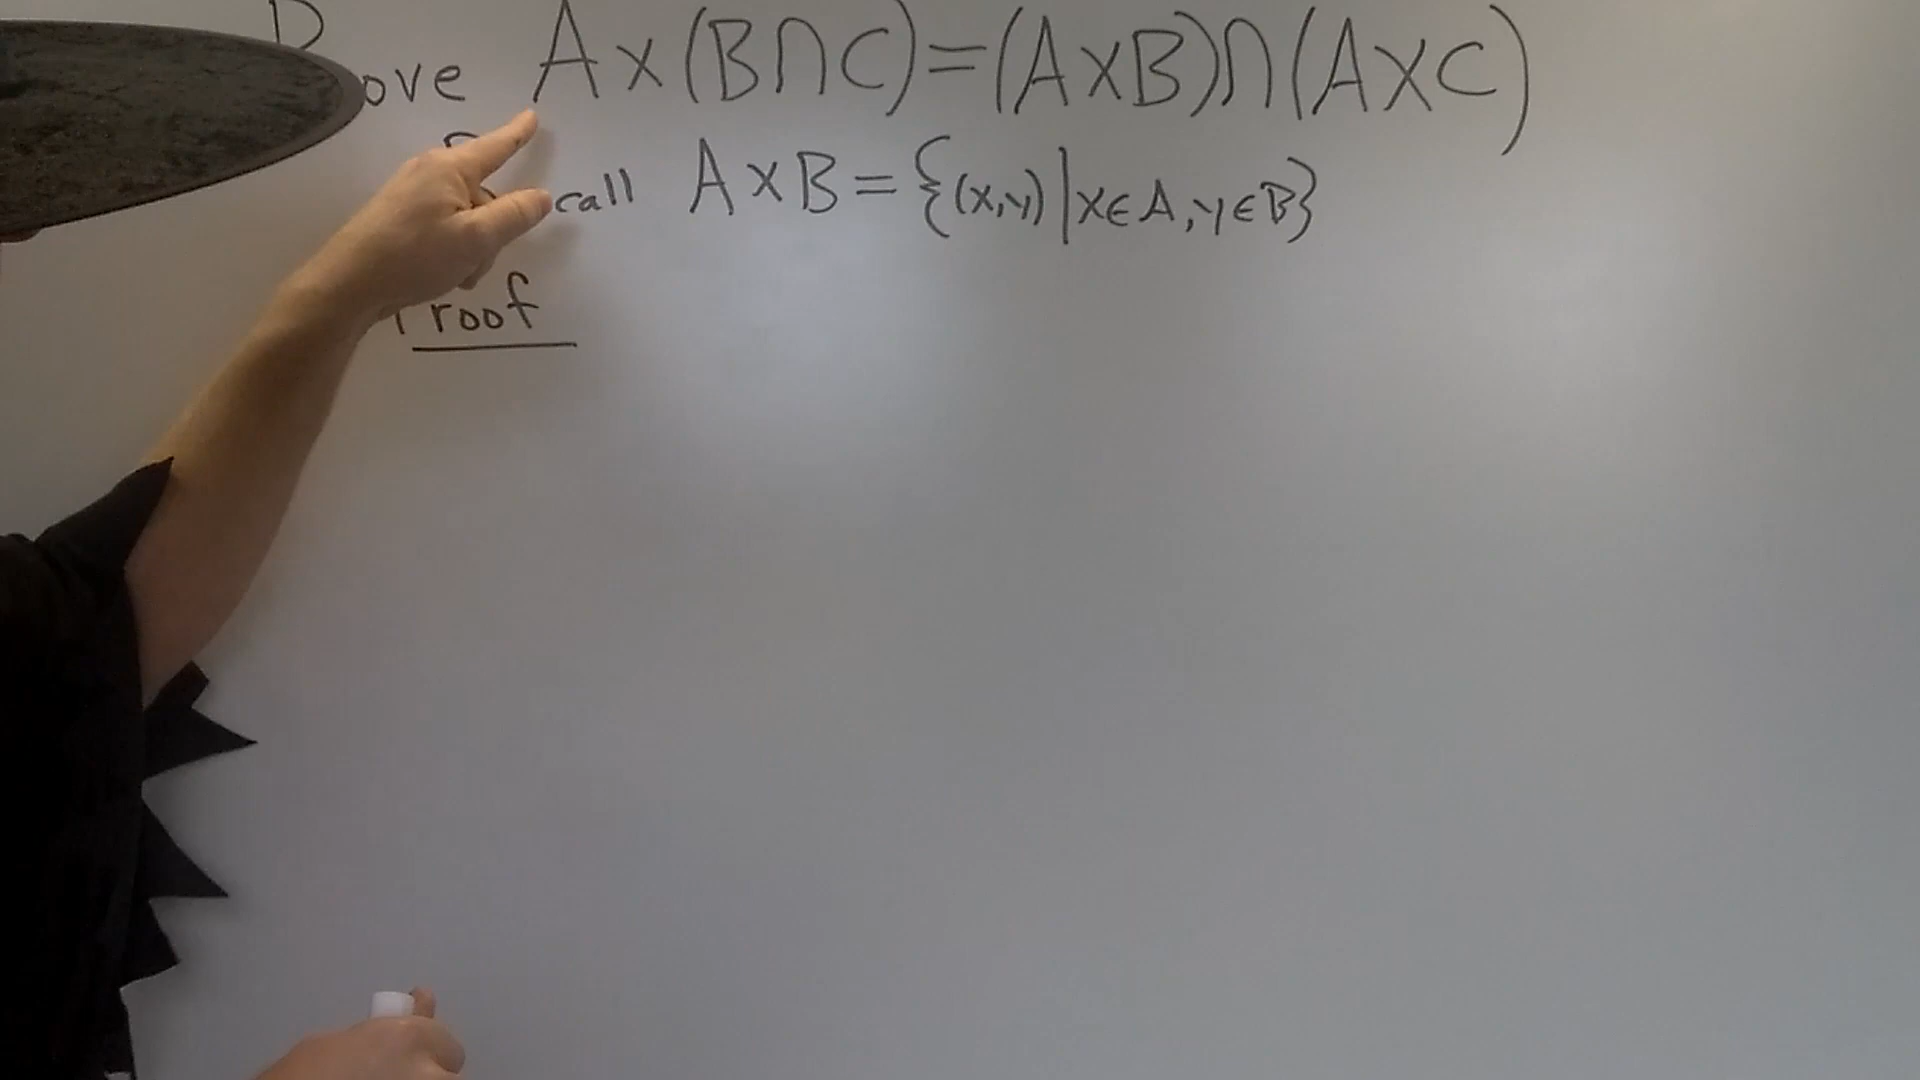 Prove A×(B∩C)=(A×B)∩(A×C)
Recall A×B={(x,y)|x∈A,y∈B}
Proof